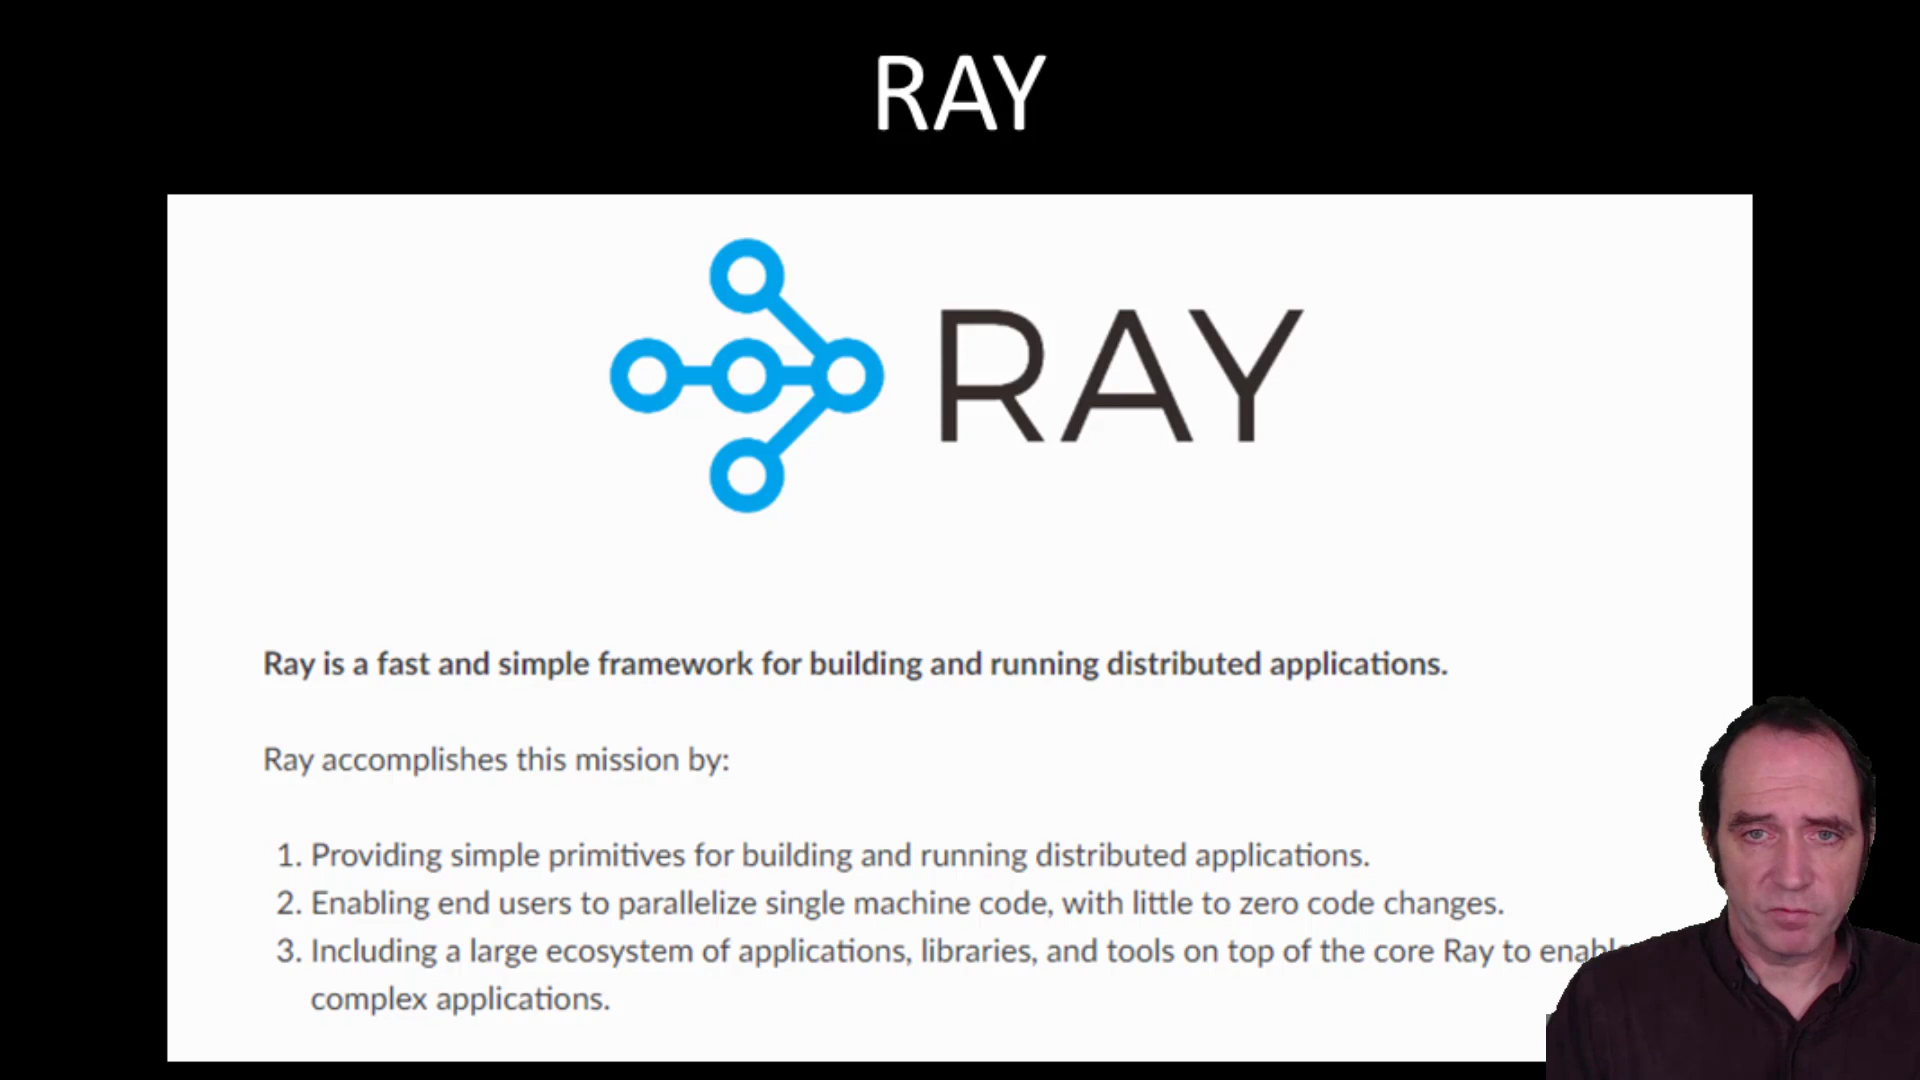 RAY
RAY
Ray is a fast and simple framework for building and running distributed applications.
Ray accomplishes this mission by:
1. Providing simple primitives for building and running distributed applications.
2. Enabling end users to parallelize single machine code, with little to zero code changes.
3. Including a large ecosystem of applications, libraries, and tools on top of the core Ray to
complex applications.